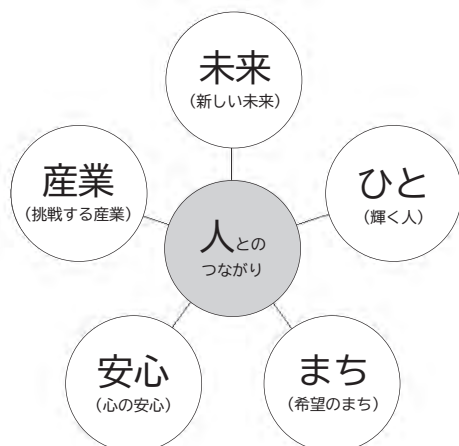 未来
(新しい未来)
産業
(挑戦する産業)
ひと
(輝く人)
人との
つながり
安心
(心の安心)
まち
(希望のまち)